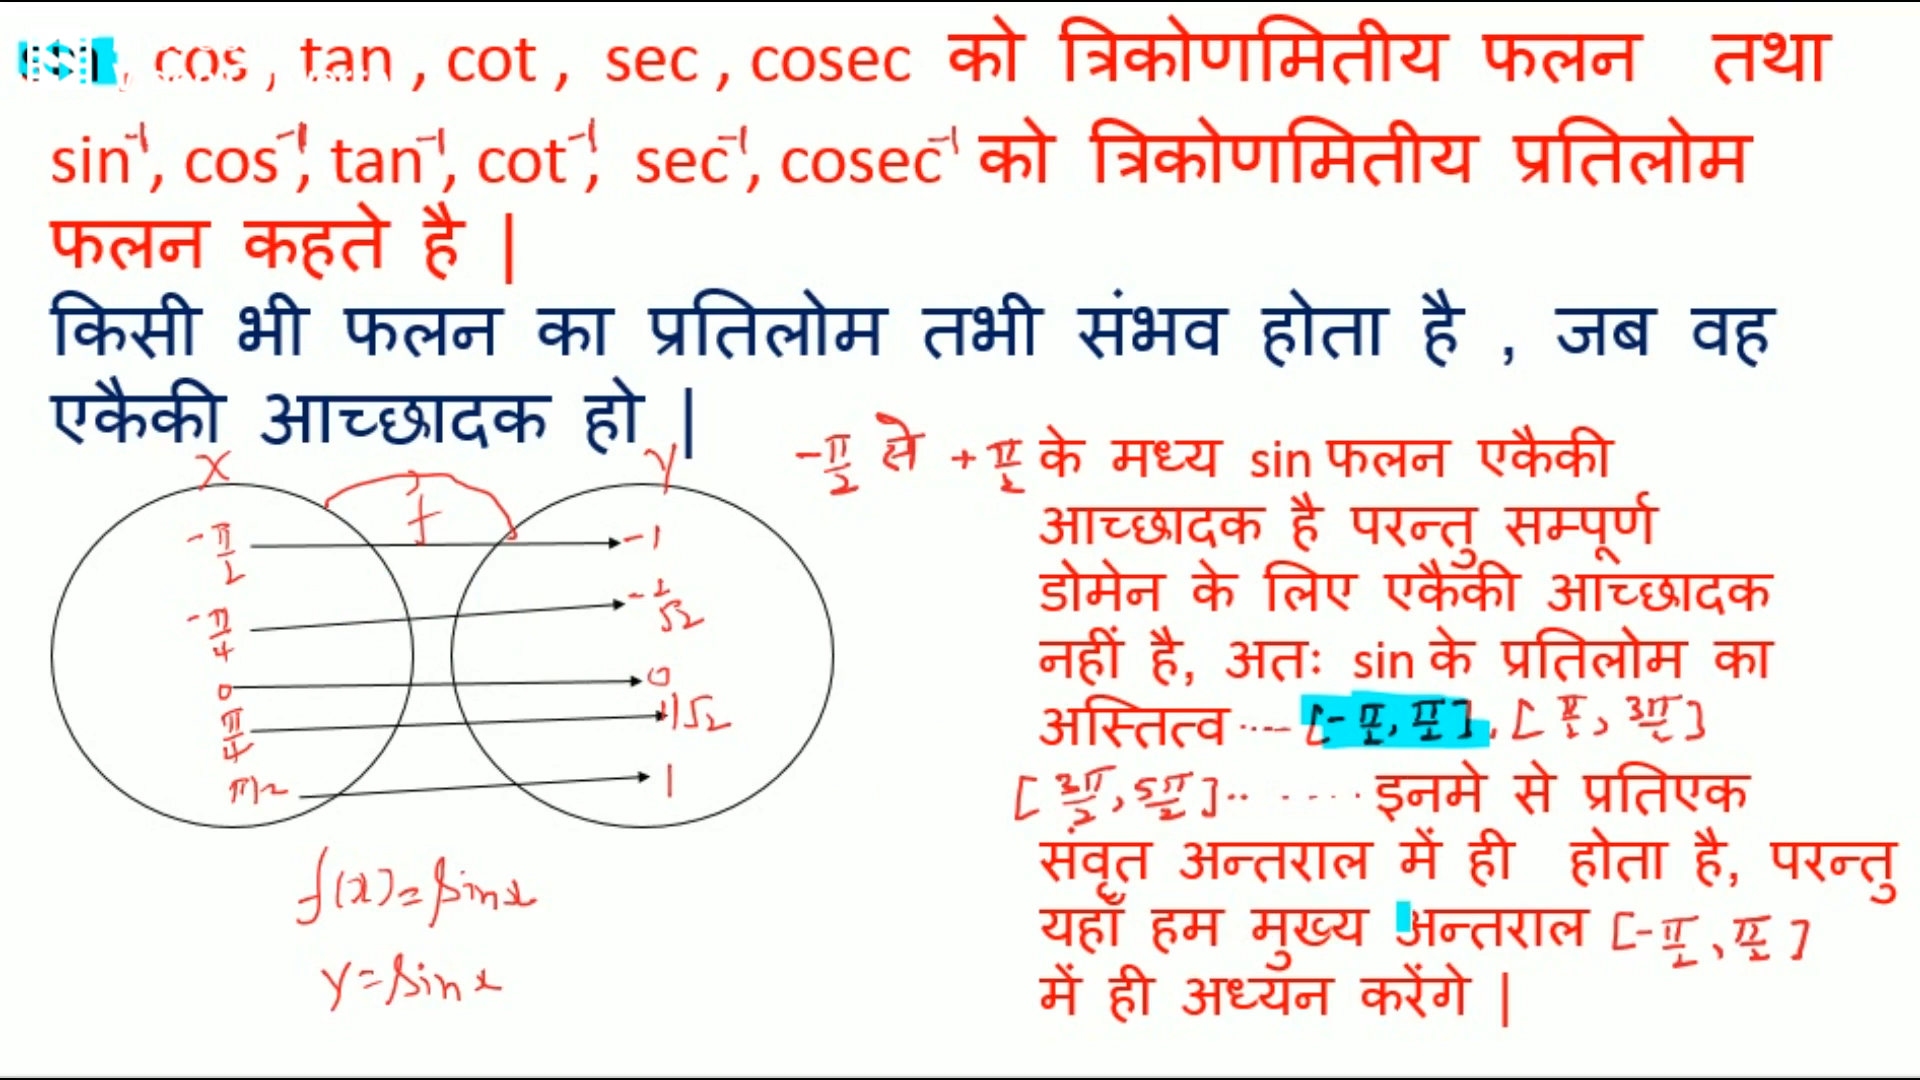 sin, cos, tan, cot, sec, cosec को त्रिकोणमितीय फलन तथा
sin⁻¹, cos⁻¹, tan⁻¹, cot⁻¹, sec⁻¹, cosec⁻¹ को त्रिकोणमितीय प्रतिलोम
फलन कहते है |
किसी भी फलन का प्रतिलोम तभी संभव होता है , जब वह
एकैकी आच्छादक हो |
X f Y
-π/2 -1
-π/4 -1/√2
0 0
π/4 1/√2
π/2 1
f(x)=sinx
y=sinx
-π/2 से +π/2 के मध्य sin फलन एकैकी
आच्छादक है परन्तु सम्पूर्ण
डोमेन के लिए एकैकी आच्छादक
नहीं है, अतः sin के प्रतिलोम का
अस्तित्व ---- [-π/2, π/2], [π/2, 3π/2]
[3π/2, 5π/2].. ..... इनमे से प्रतिएक
संवृत अन्तराल में ही होता है, परन्तु
यहाँ हम मुख्य अन्तराल [-π/2, π/2]
में ही अध्यन करेंगे |